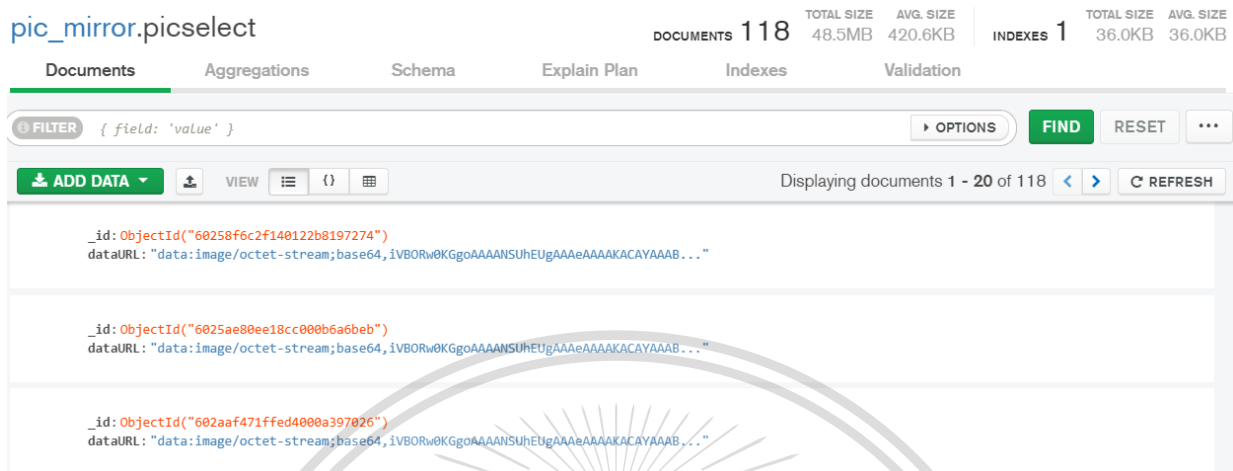 pic_mirror.picselect
DOCUMENTS 118 TOTAL SIZE 48.5MB AVG. SIZE 420.6KB INDEXES 1 TOTAL SIZE 36.0KB AVG. SIZE 36.0KB
Documents Aggregations Schema Explain Plan Indexes Validation
FILTER { field: 'value' } OPTIONS FIND RESET ...
ADD DATA VIEW {} Displaying documents 1 - 20 of 118 < > REFRESH
_id: ObjectId("60258f6c2f140122b8197274")
dataURL: "data:image/octet-stream;base64,iVBORw0KGgoAAAANSUhEUgAAAeAAAAKACAYAAAB..."
_id: ObjectId("6025ae80ee18cc000b6a6beb")
dataURL: "data:image/octet-stream;base64,iVBORw0KGgoAAAANSUhEUgAAAeAAAAKACAYAAAB..."
_id: ObjectId("602aaf471ffed4000a397026")
dataURL: "data:image/octet-stream;base64,iVBORw0KGgoAAAANSUhEUgAAAeAAAAKACAYAAAB..."